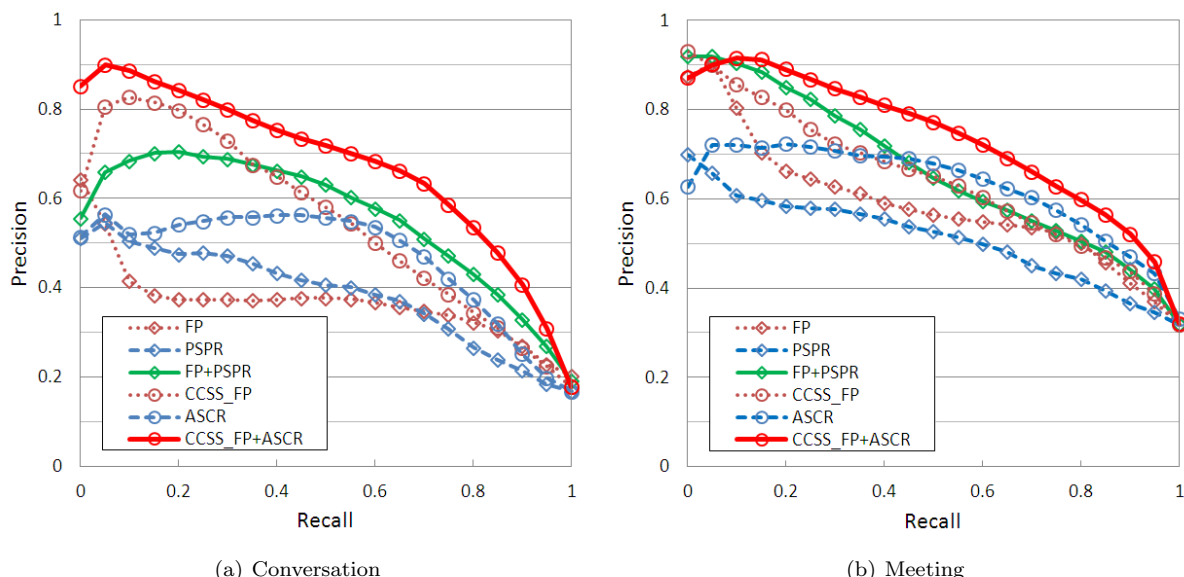 1
0.8
0.6
0.4
0.2
0
Precision
FP
PSPR
FP+PSPR
CCSS_FP
ASCR
CCSS_FP+ASCR
0 0.2 0.4 0.6 0.8 1
Recall
(a) Conversation
1
0.8
0.6
0.4
0.2
0
Precision
FP
PSPR
FP+PSPR
CCSS_FP
ASCR
CCSS_FP+ASCR
0 0.2 0.4 0.6 0.8 1
Recall
(b) Meeting